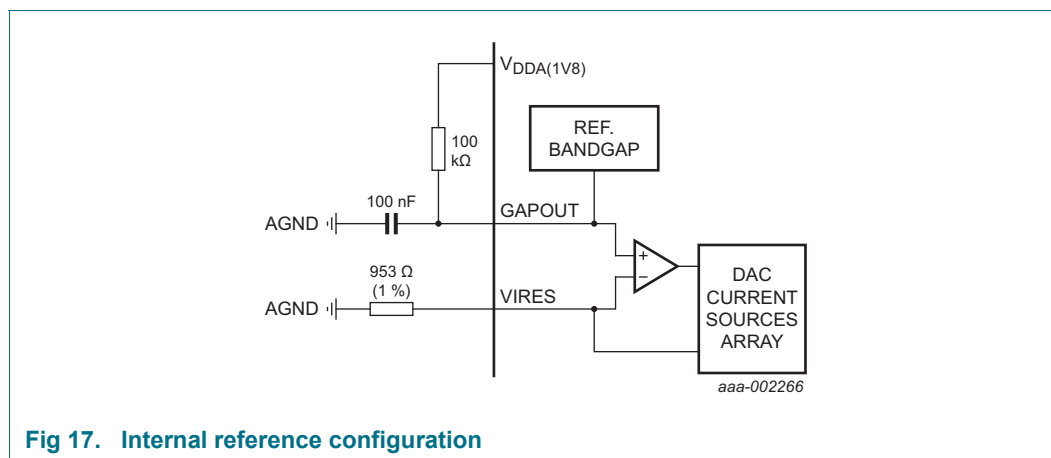 VDDA(1V8)
REF.
BANDGAP
100
kΩ
100 nF
GAPOUT
AGND
+
953 Ω
(1 %)
−
DAC
CURRENT
SOURCES
ARRAY
VIRES
AGND
aaa-002266
Fig 17. Internal reference configuration